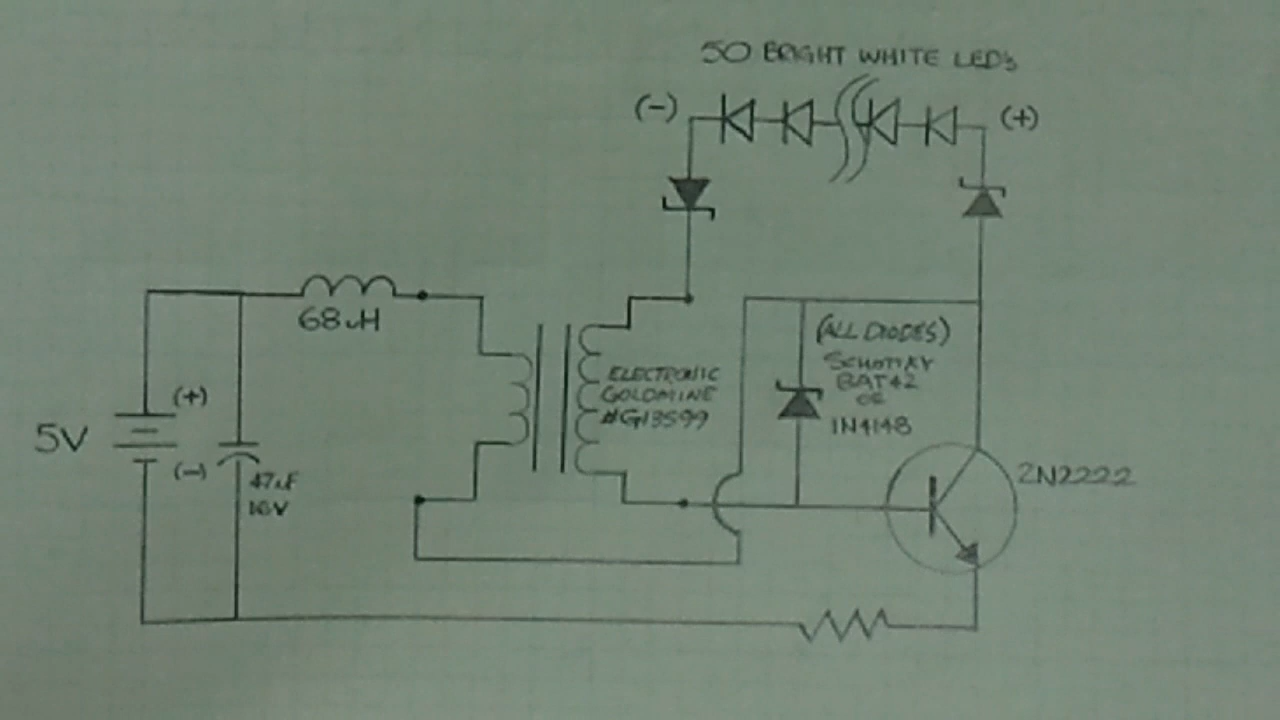 50 BRIGHT WHITE LEDs
(-)
(+)
68uH
(ALL DIODES)
SCHOTTKY
BAT42
OR
1N4148
ELECTRONIC
GOLDMINE
#G13599
(+)
5V
(-)
47uF
16V
2N2222